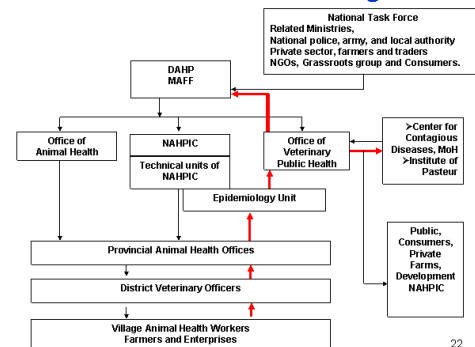 National Task Force
Related Ministries,
National police, army, and local authority
Private sector, farmers and traders
NGOs, Grassroots group and Consumers.
DAHP
MAFF
Office of
Animal Health
NAHPIC
Technical units of
NAHPIC
Office of
Veterinary
Public Health
➢Center for
Contagious
Diseases, MoH
➢Institute of
Pasteur
Epidemiology Unit
Public,
Consumers,
Private
Farms,
Development
NAHPIC
Provincial Animal Health Offices
District Veterinary Officers
Village Animal Health Workers
Farmers and Enterprises
22